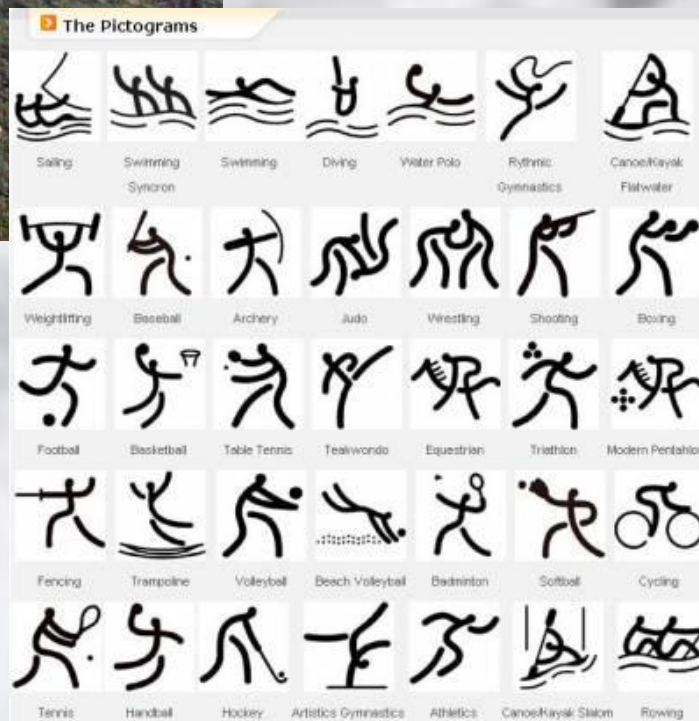 The Pictograms
Sailing Swimming Swimming Diving Water Polo Rythmic Canoe/Kayak
Syncron Gymnastics Flatwater
Weightlifting Baseball Archery Judo Wrestling Shooting Boxing
Football Basketball Table Tennis Teakwondo Equestrian Triathlon Modern Pentathlo
Fencing Trampoline Volleyball Beach Volleyball Badminton Softball Cycling
Tennis Handball Hockey Artistics Gymnastics Athletics Canoe/Kayak Slalom Rowing